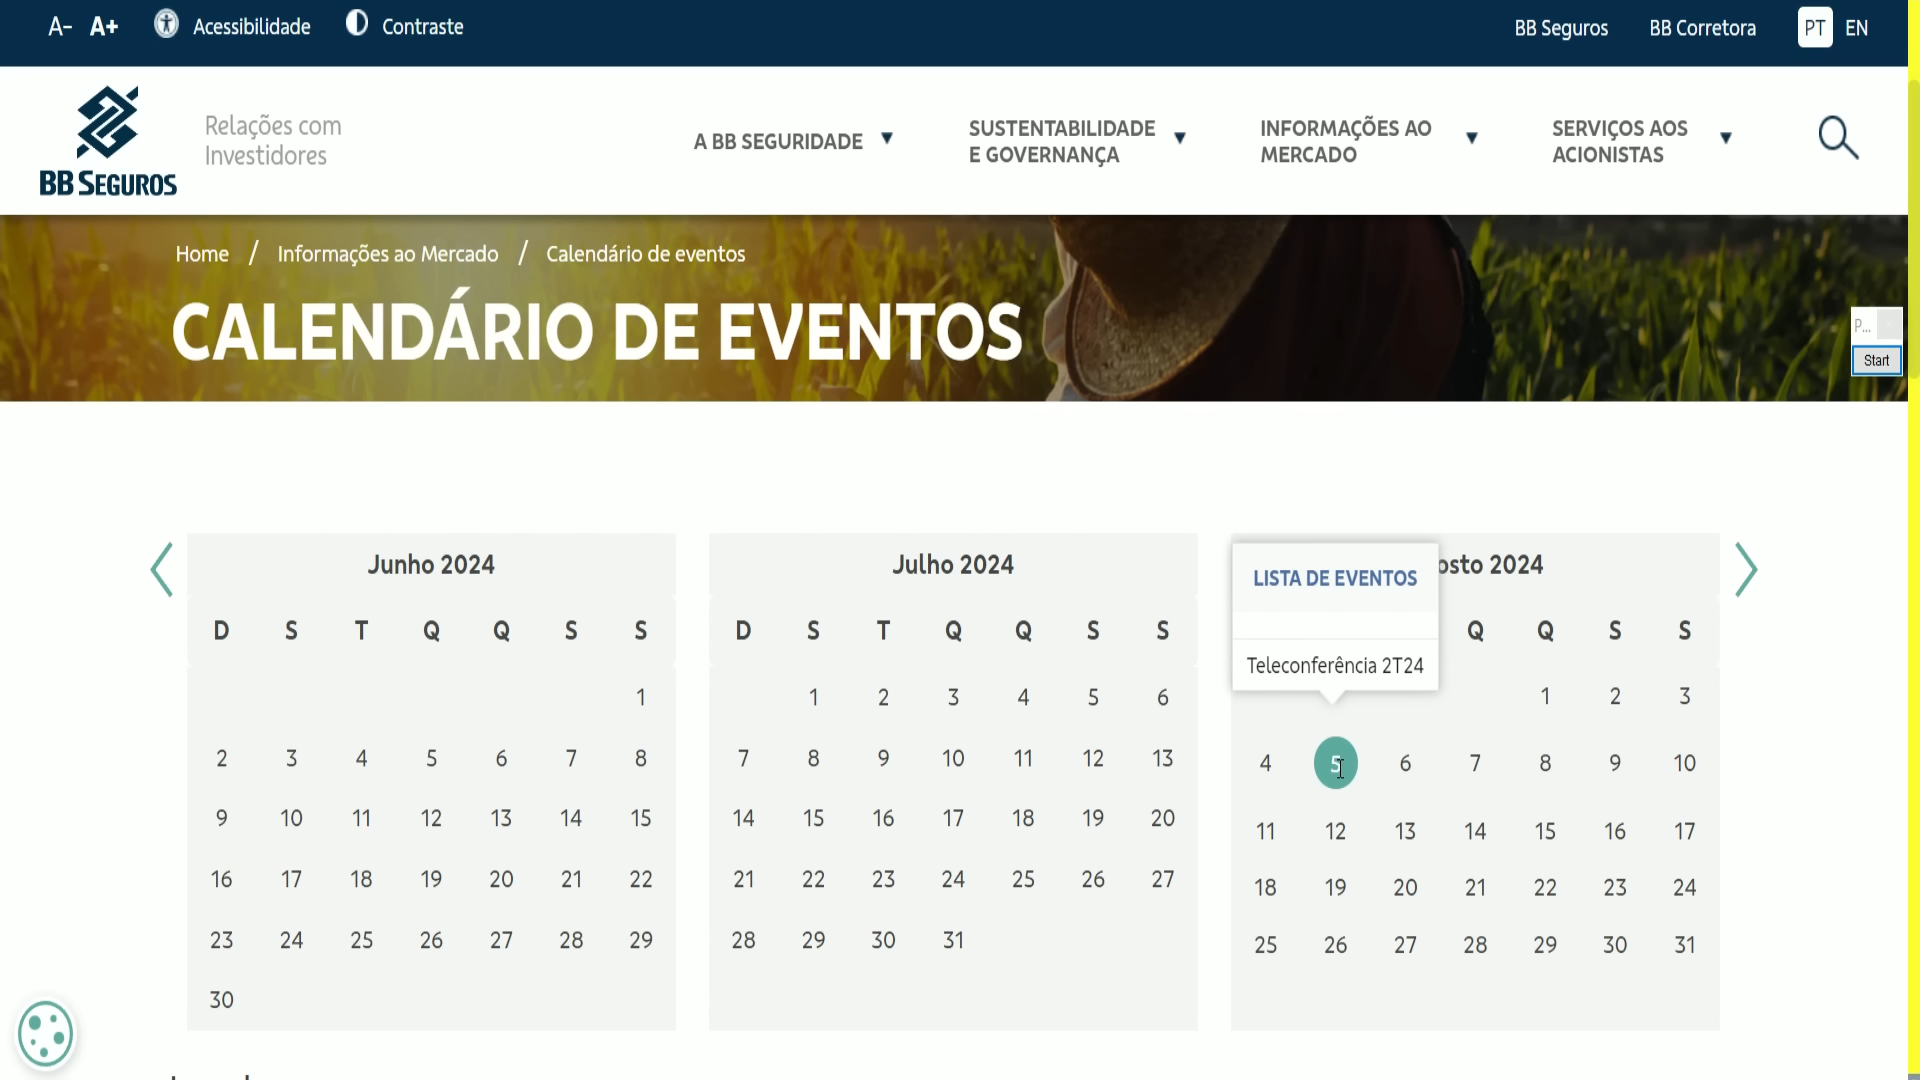 A- A+ Acessibilidade Contraste BB Seguros BB Corretora PT EN
BB SEGUROS
Relações com
Investidores
A BB SEGURIDADE
SUSTENTABILIDADE
E GOVERNANÇA
INFORMAÇÕES AO
MERCADO
SERVIÇOS AOS
ACIONISTAS
Home / Informações ao Mercado / Calendário de eventos
CALENDÁRIO DE EVENTOS
P...
Start
Junho 2024
D S T Q Q S S
1
2 3 4 5 6 7 8
9 10 11 12 13 14 15
16 17 18 19 20 21 22
23 24 25 26 27 28 29
30
Julho 2024
D S T Q Q S S
1 2 3 4 5 6
7 8 9 10 11 12 13
14 15 16 17 18 19 20
21 22 23 24 25 26 27
28 29 30 31
osto 2024
LISTA DE EVENTOS
Teleconferência 2T24
Q Q S S
1 2 3
4 5 6 7 8 9 10
11 12 13 14 15 16 17
18 19 20 21 22 23 24
25 26 27 28 29 30 31